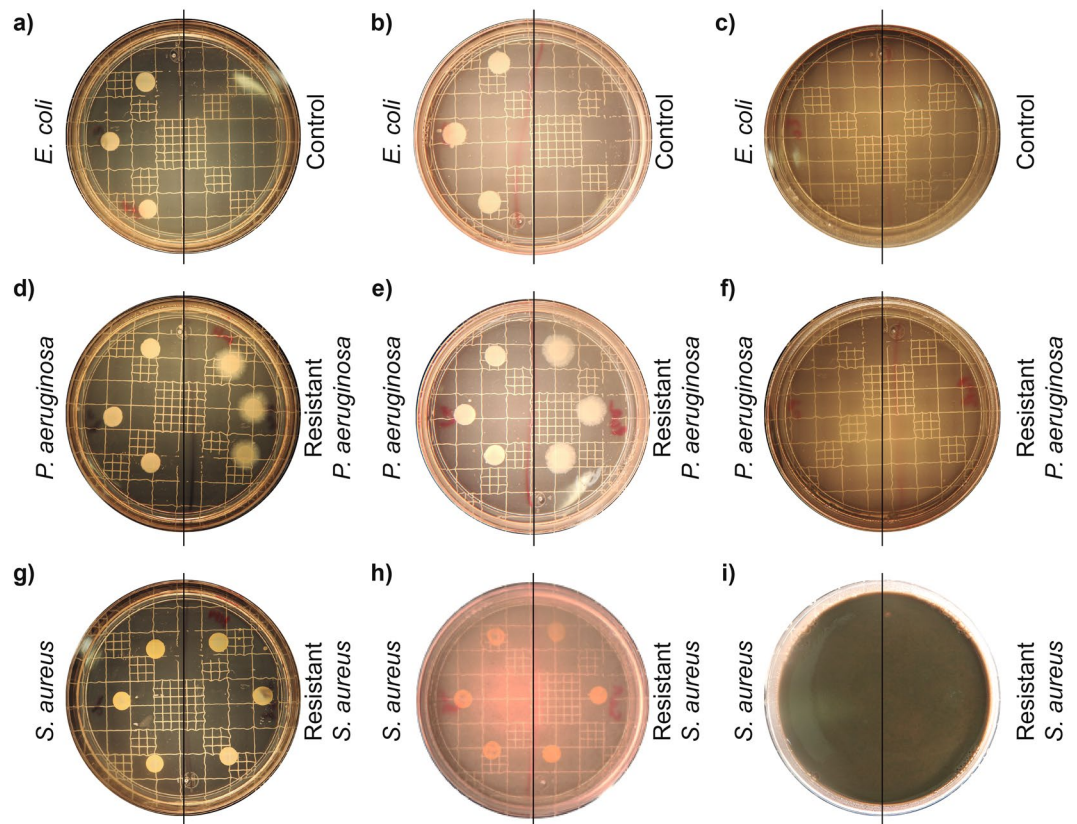 a)
E. coli
Control
b)
E. coli
Control
c)
E. coli
Control
d)
P. aeruginosa
Resistant
P. aeruginosa
e)
P. aeruginosa
Resistant
P. aeruginosa
f)
P. aeruginosa
Resistant
P. aeruginosa
g)
S. aureus
Resistant
S. aureus
h)
S. aureus
Resistant
S. aureus
i)
S. aureus
Resistant
S. aureus